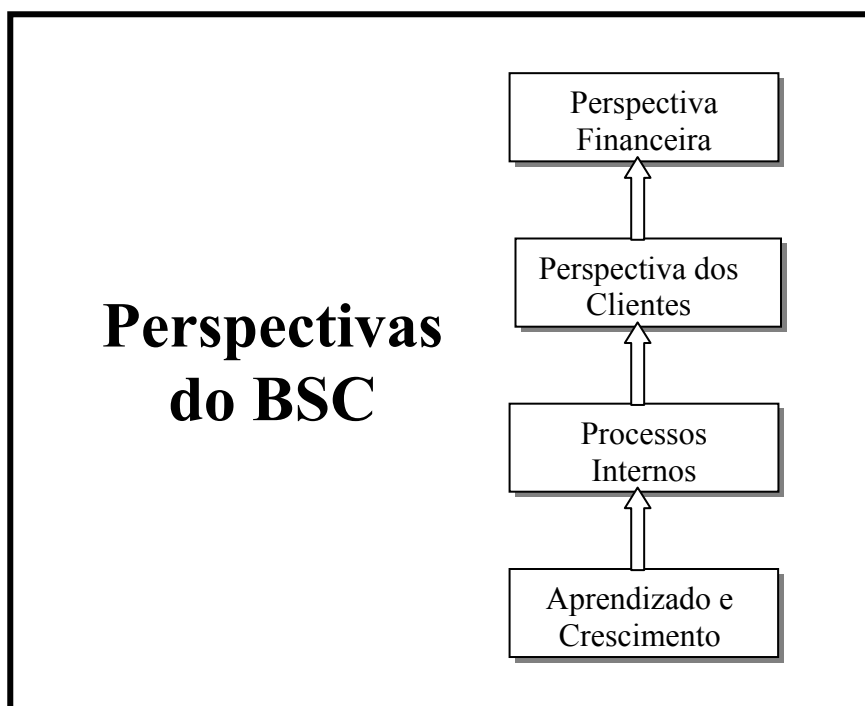 Perspectiva
Financeira
Perspectiva dos
Clientes
Perspectivas
do BSC
Processos
Internos
Aprendizado e
Crescimento